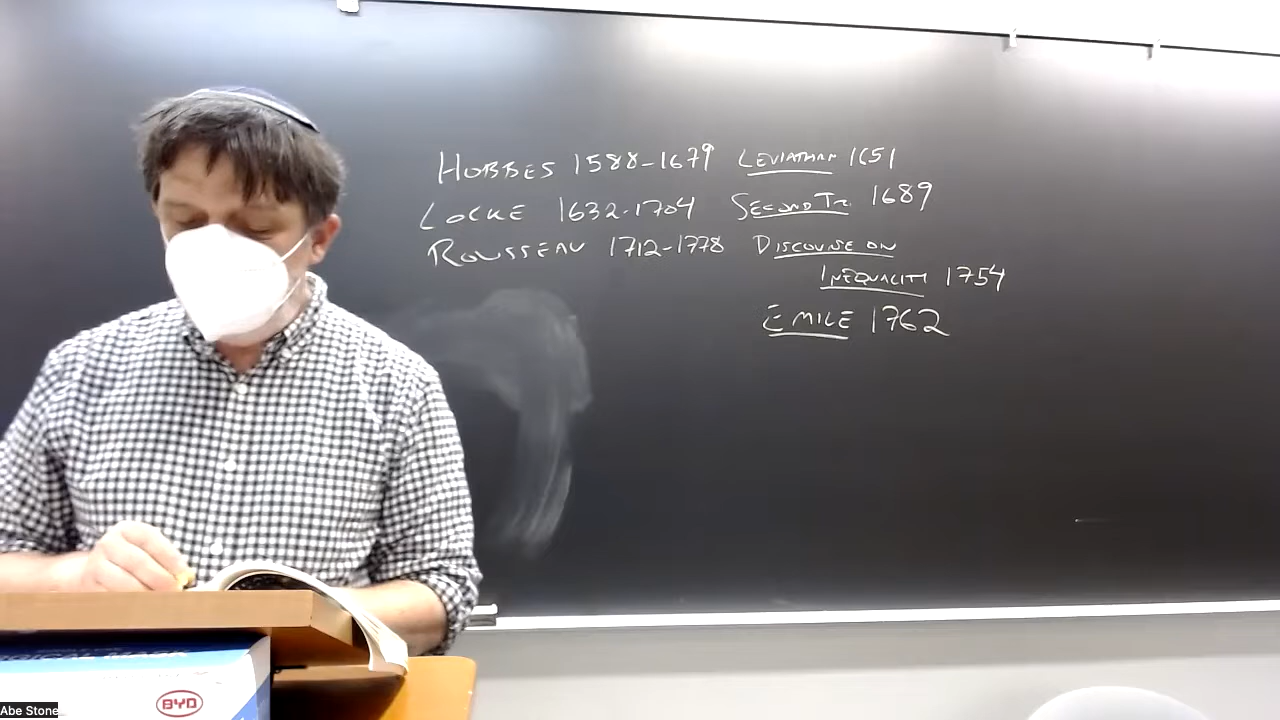 HOBBES 1588-1679 LEVIATHAN 1651
LOCKE 1632-1704 SECOND TR. 1689
ROUSSEAU 1712-1778 DISCOURSE ON
INEQUALITY 1754
EMILE 1762
BYD
Abe Stone